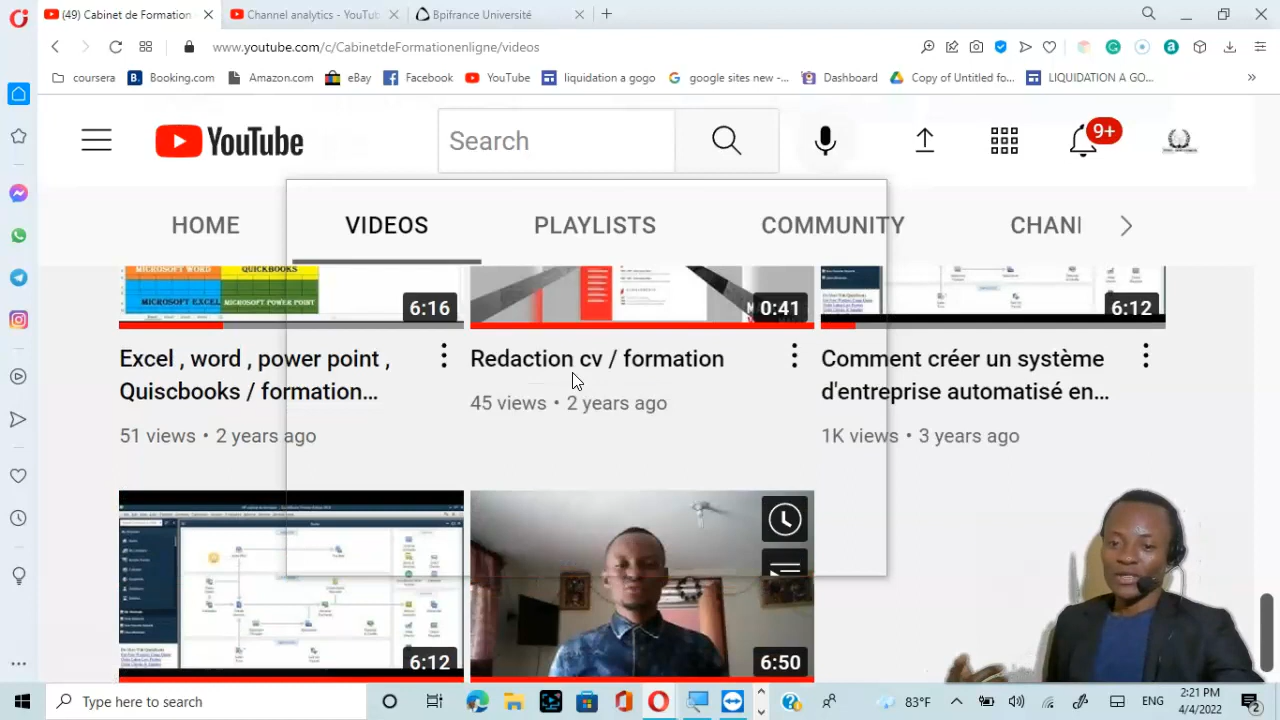 (49) Cabinet de Formation
Channel analytics - YouTub
Bpifrance Université
www.youtube.com/c/CabinetdeFormationenligne/videos
coursera
Booking.com
Amazon.com
eBay
Facebook
YouTube
liquidation a gogo
google sites new -...
Dashboard
Copy of Untitled fo...
LIQUIDATION A GO...
YouTube
Search
9+
HOME
VIDEOS
PLAYLISTS
COMMUNITY
CHAN
MICROSOFT WORD
QUICKBOOKS
MICROSOFT EXCEL
MICROSOFT POWER POINT
6:16
0:41
6:12
Excel , word , power point ,
Quiscbooks / formation...
51 views • 2 years ago
Redaction cv / formation
45 views • 2 years ago
Comment créer un système
d'entreprise automatisé en...
1K views • 3 years ago
6:12
6:50
Type here to search
83°F
ENG
2:21 PM
4/4/2022
2